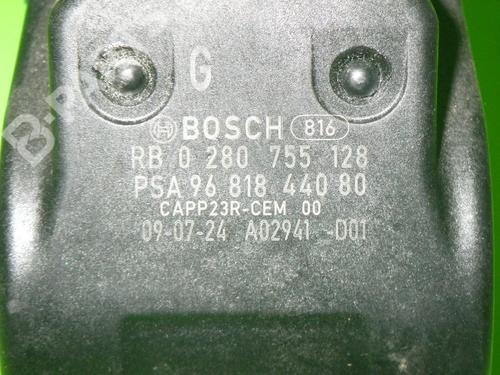 G
BOSCH 816
RB 0 280 755 128
PSA 96 818 440 80
CAPP23R-CEM 00
09-07-24 A02941 -D01
B-PARTS